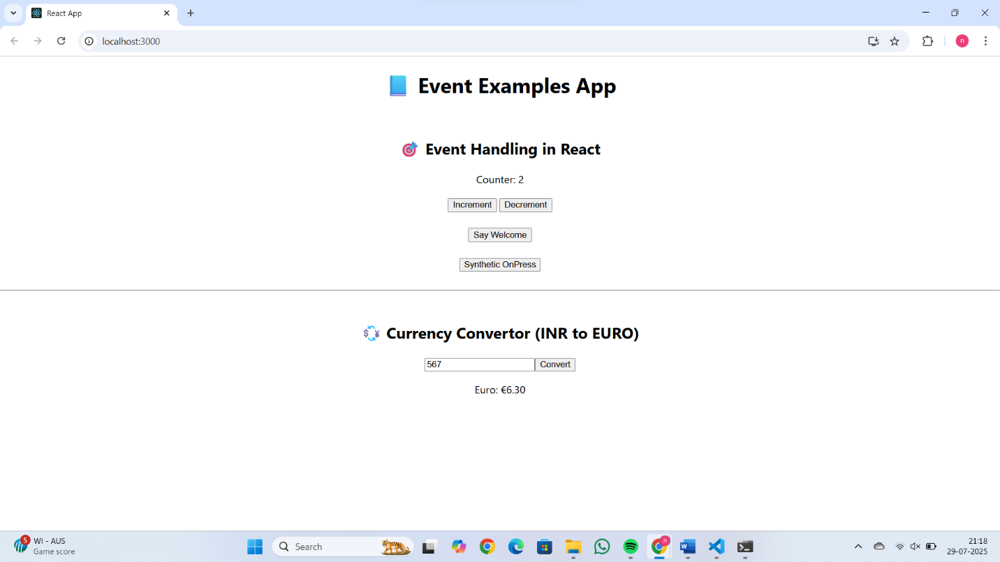 React App
localhost:3000
n
📘 Event Examples App
🎯 Event Handling in React
Counter: 2
Increment Decrement
Say Welcome
Synthetic OnPress
💱 Currency Convertor (INR to EURO)
567 Convert
Euro: €6.30
5 WI - AUS
Game score
Search
n
21:18
29-07-2025